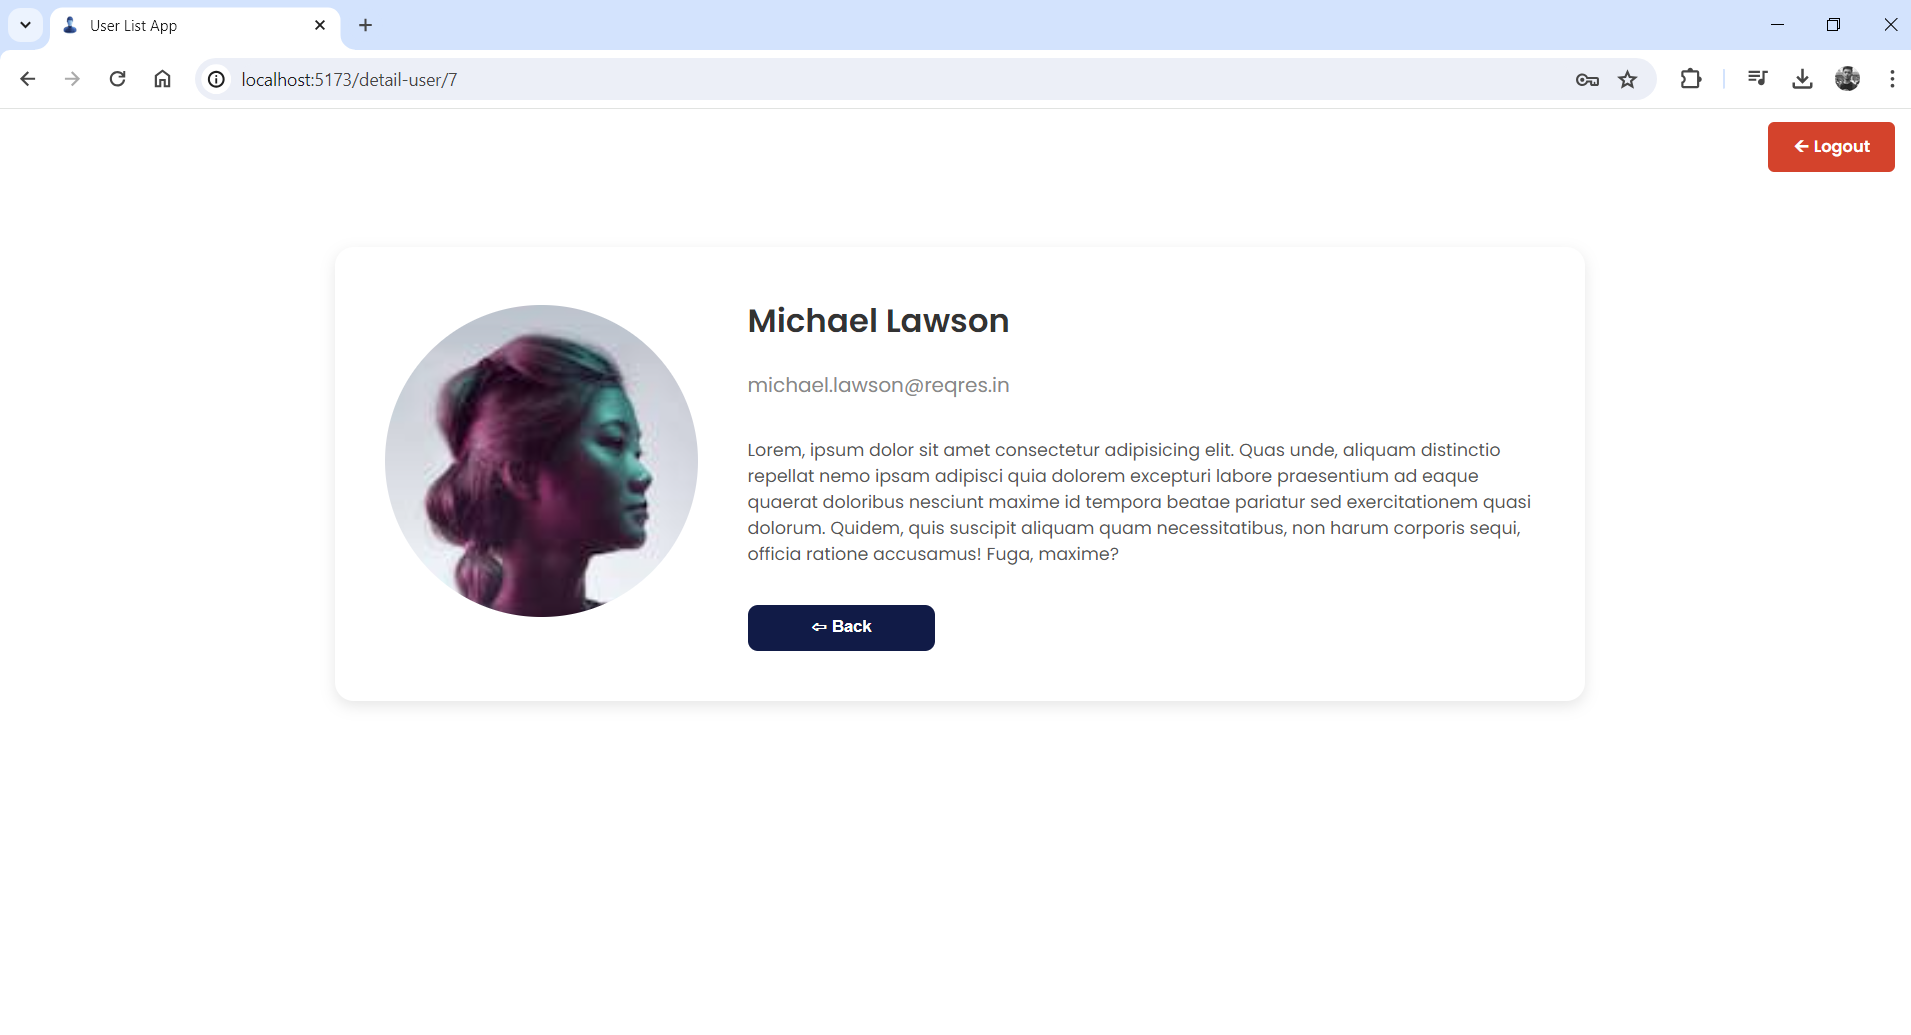 User List App
localhost:5173/detail-user/7
← Logout
Michael Lawson
michael.lawson@reqres.in
Lorem, ipsum dolor sit amet consectetur adipisicing elit. Quas unde, aliquam distinctio
repellat nemo ipsam adipisci quia dolorem excepturi labore praesentium ad eaque
quaerat doloribus nesciunt maxime id tempora beatae pariatur sed exercitationem quasi
dolorum. Quidem, quis suscipit aliquam quam necessitatibus, non harum corporis sequi,
officia ratione accusamus! Fuga, maxime?
⇦ Back